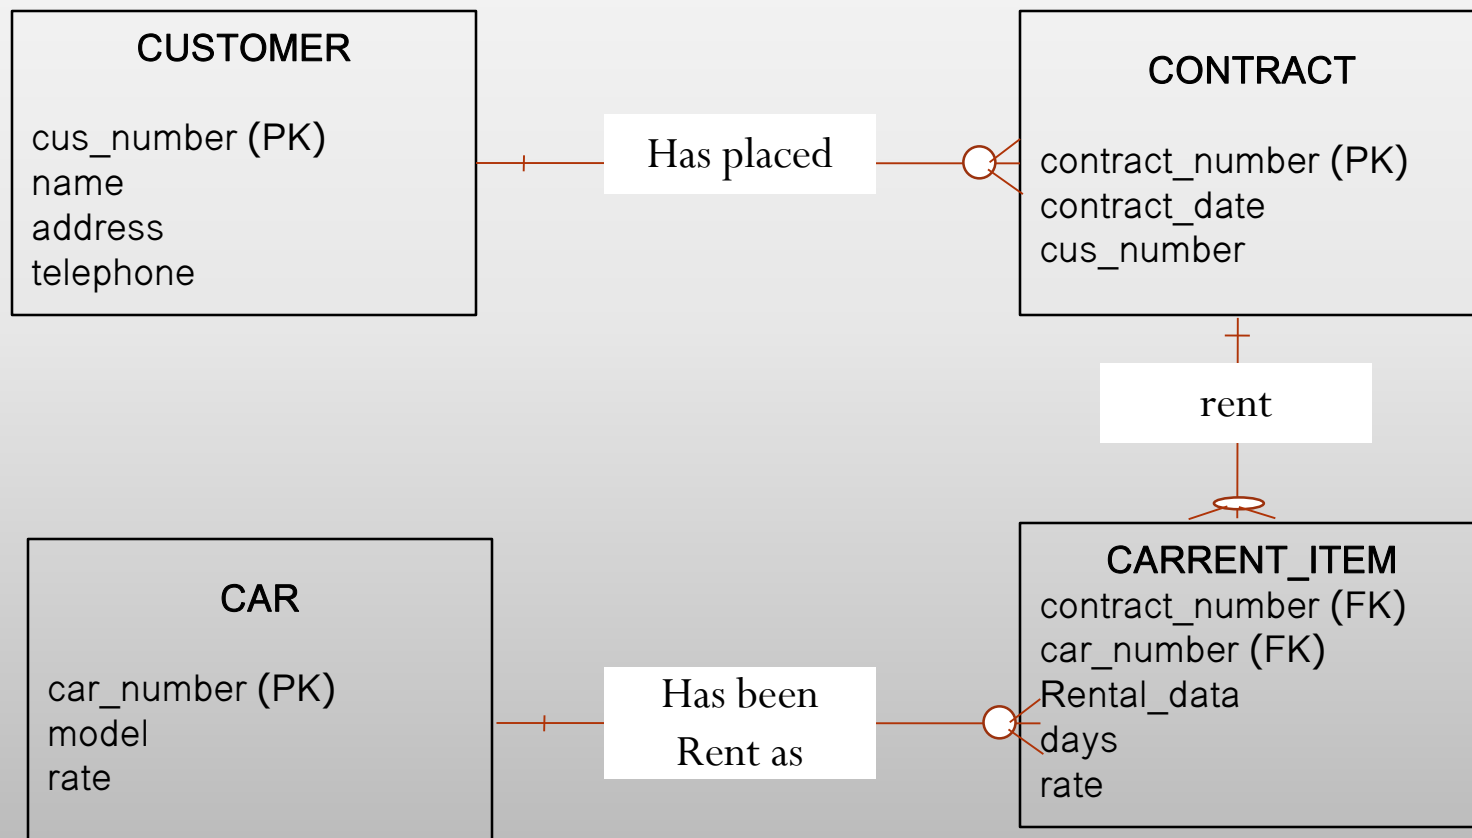 CUSTOMER
cus_number (PK)
name
address
telephone
Has placed
CONTRACT
contract_number (PK)
contract_date
cus_number
rent
CAR
car_number (PK)
model
rate
Has been
Rent as
CARRENT_ITEM
contract_number (FK)
car_number (FK)
Rental_data
days
rate